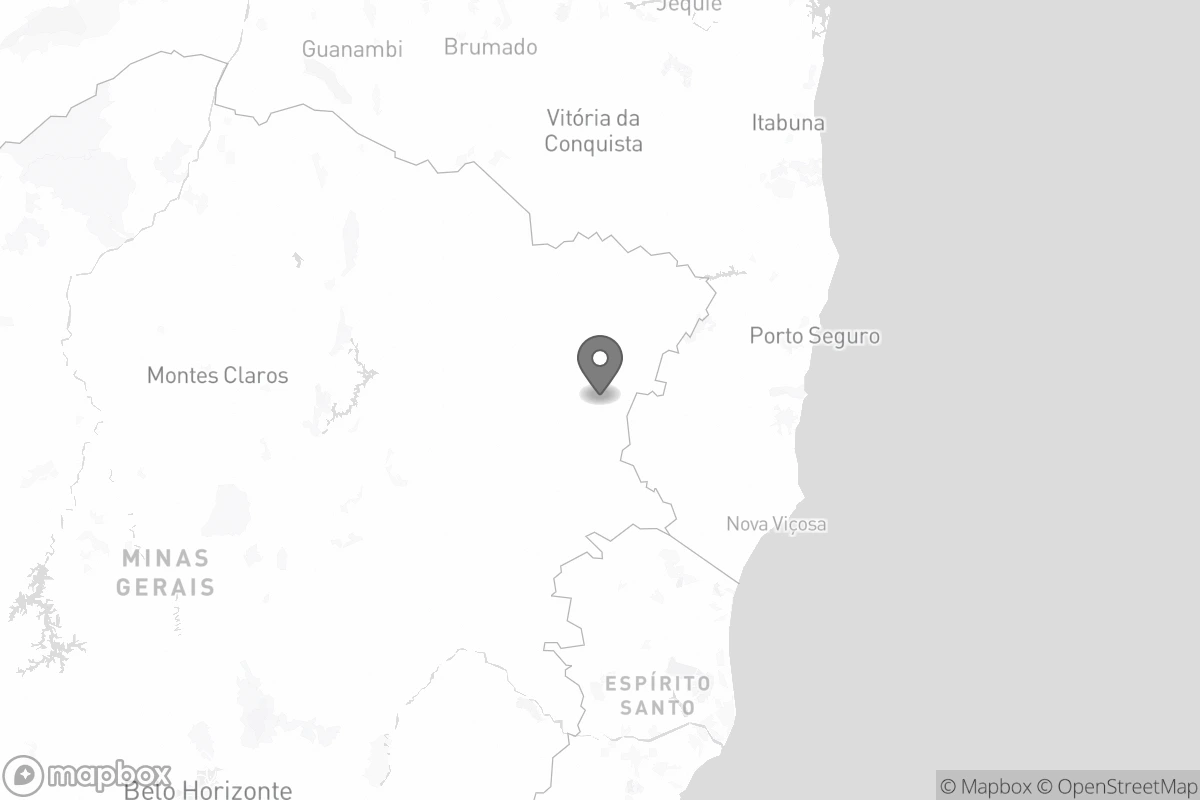 Jequié
Guanambi
Brumado
Vitória da
Conquista
Itabuna
Porto Seguro
Montes Claros
Nova Viçosa
MINAS
GERAIS
ESPÍRITO
SANTO
mapbox
Belo Horizonte
© Mapbox © OpenStreetMap